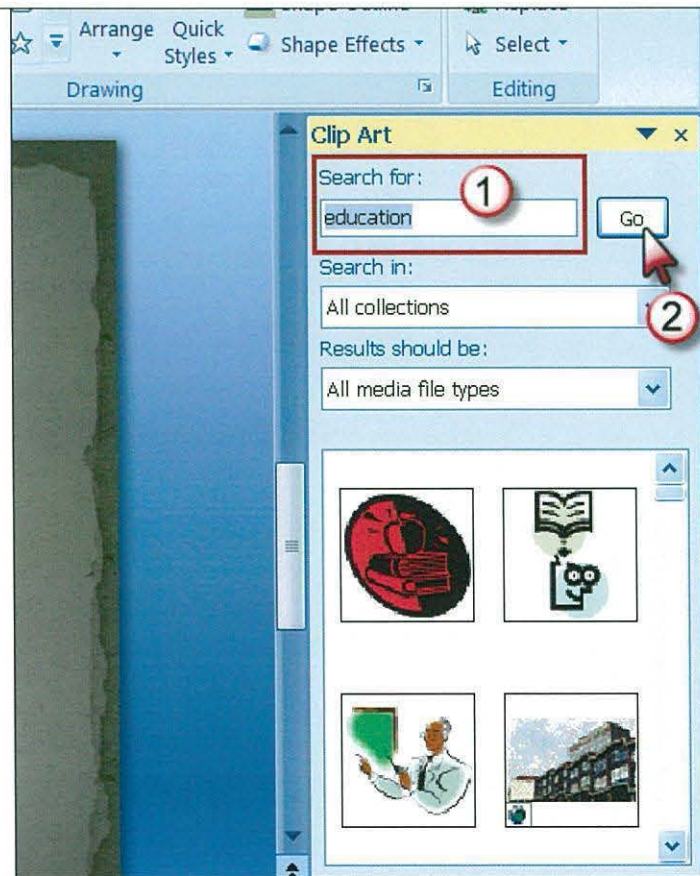 Arrange Quick
Styles
Shape Effects
Select
Drawing
Editing
Clip Art
Search for:
1
education
Go
Search in:
All collections
2
Results should be:
All media file types